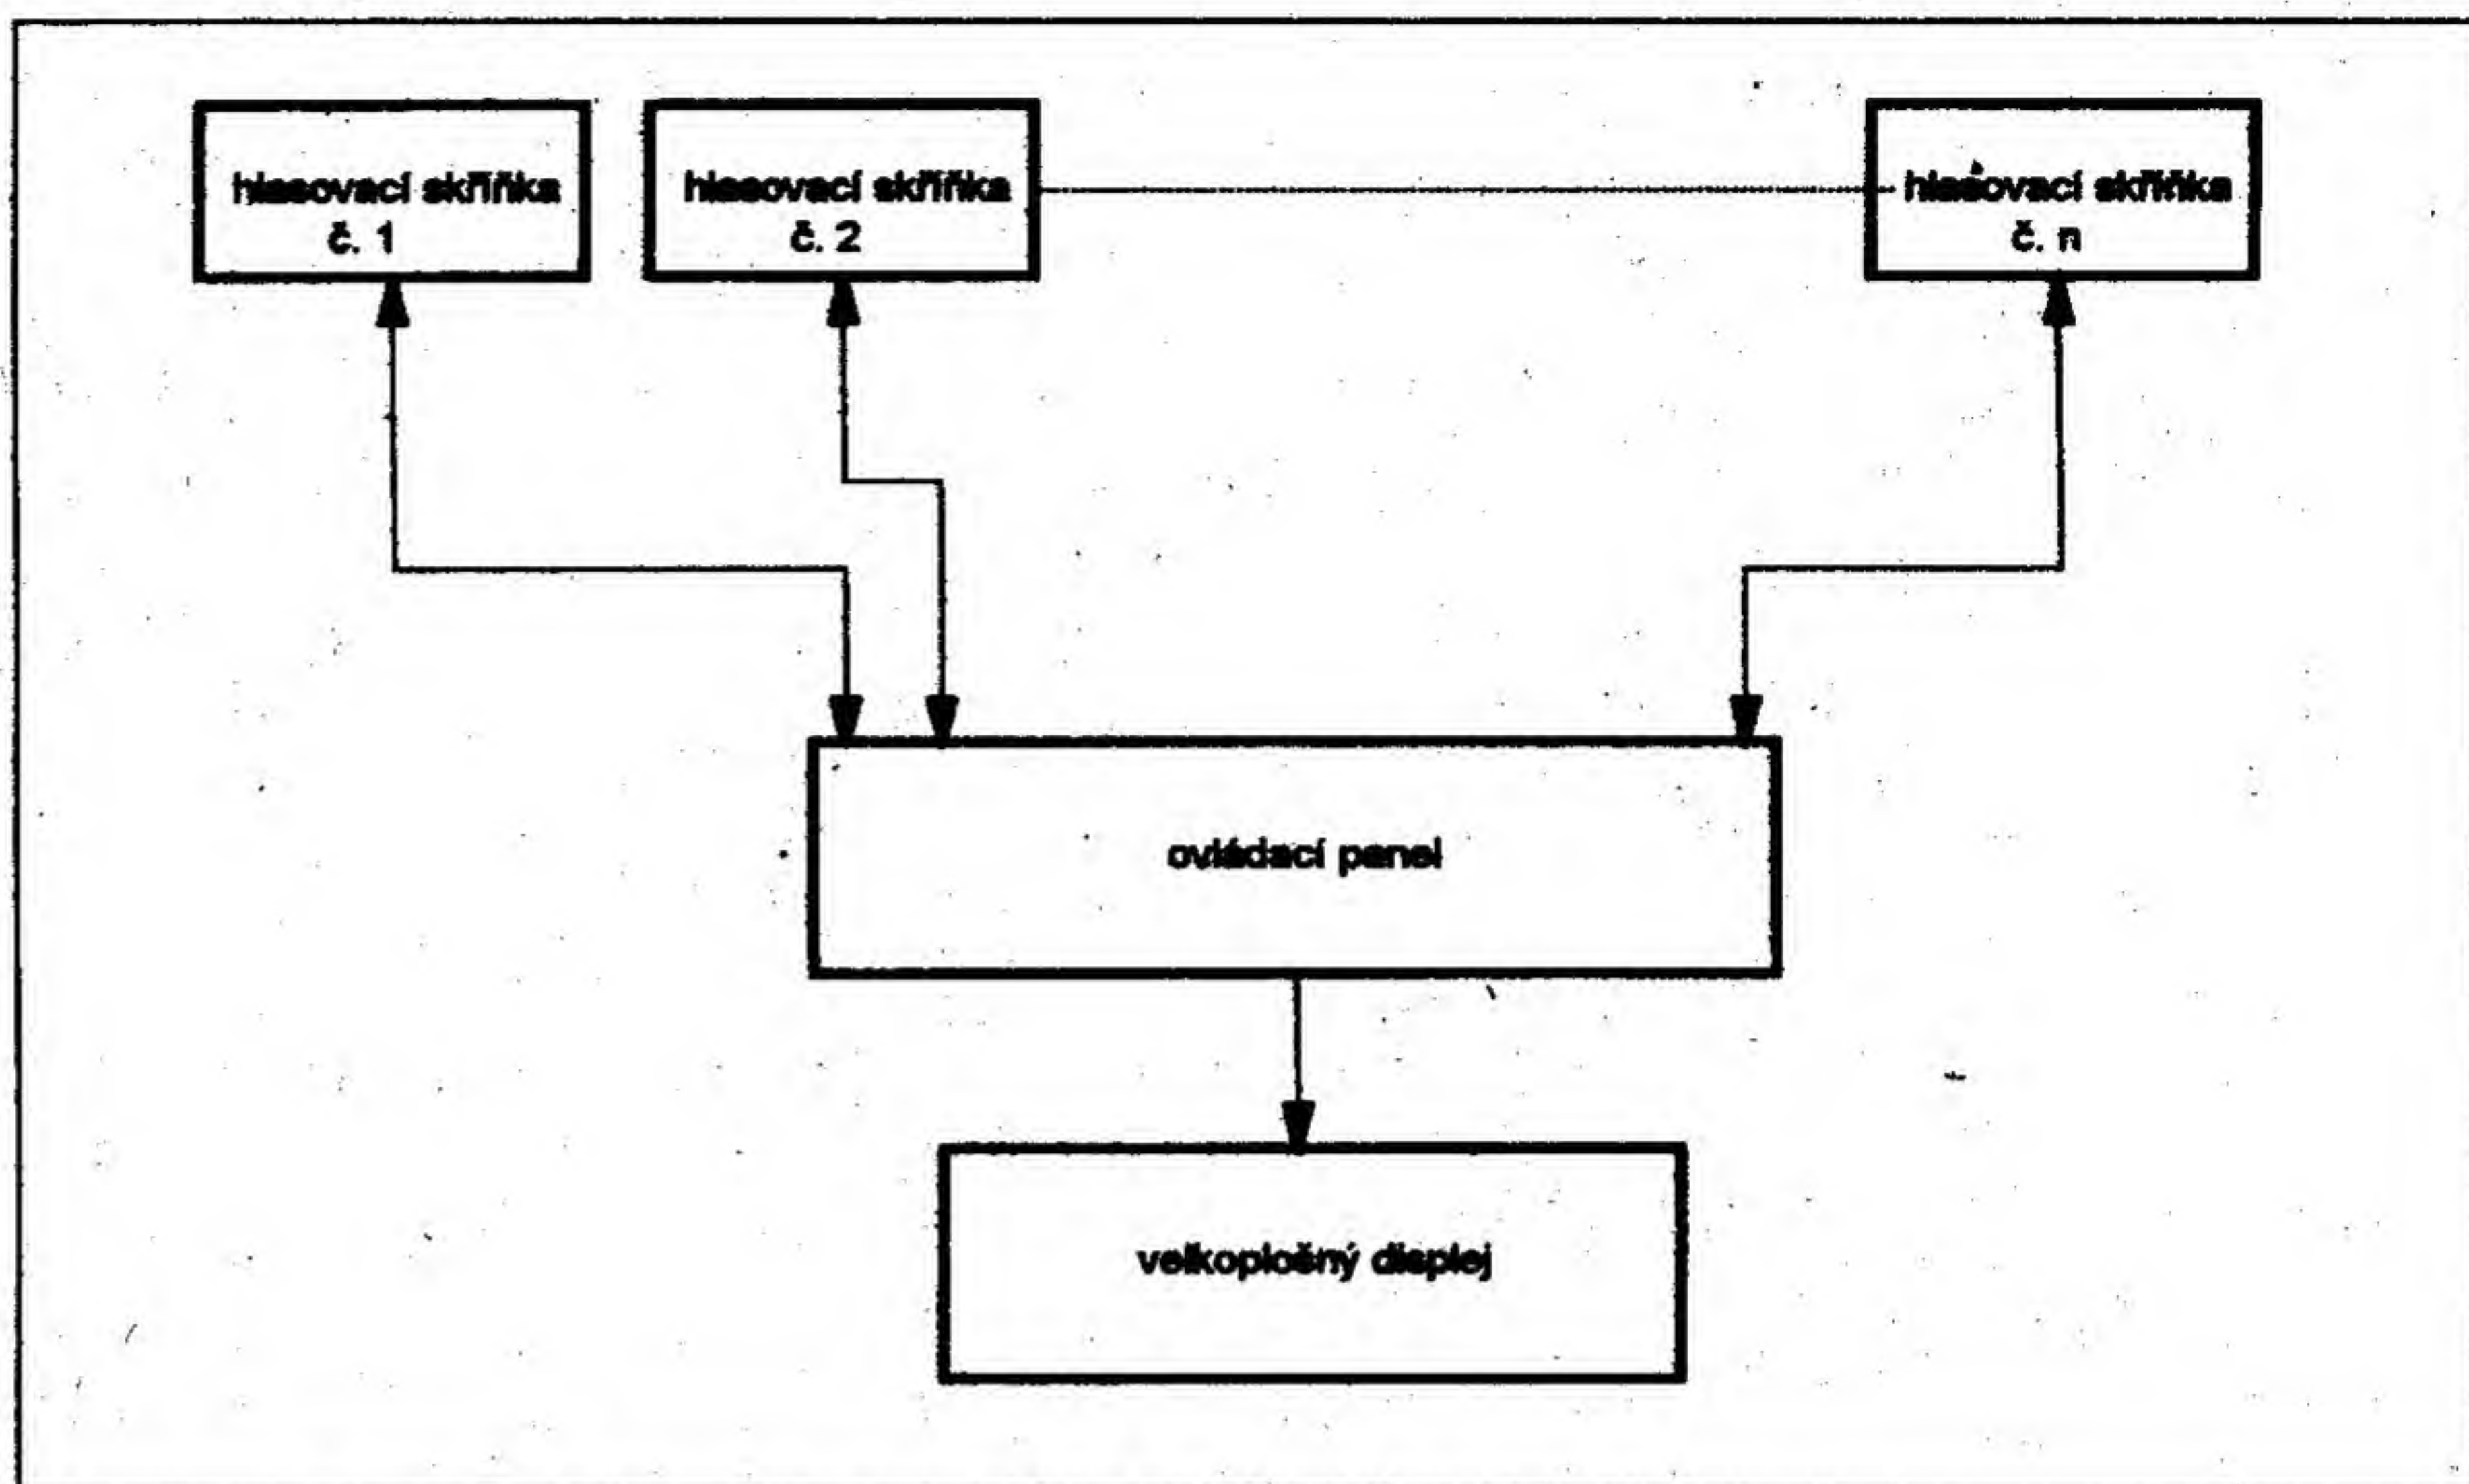 hlasovací skříňka
č. 1
hlasovací skříňka
č. 2
hlasovací skříňka
č. n
ovládací panel
velkoplošný displej